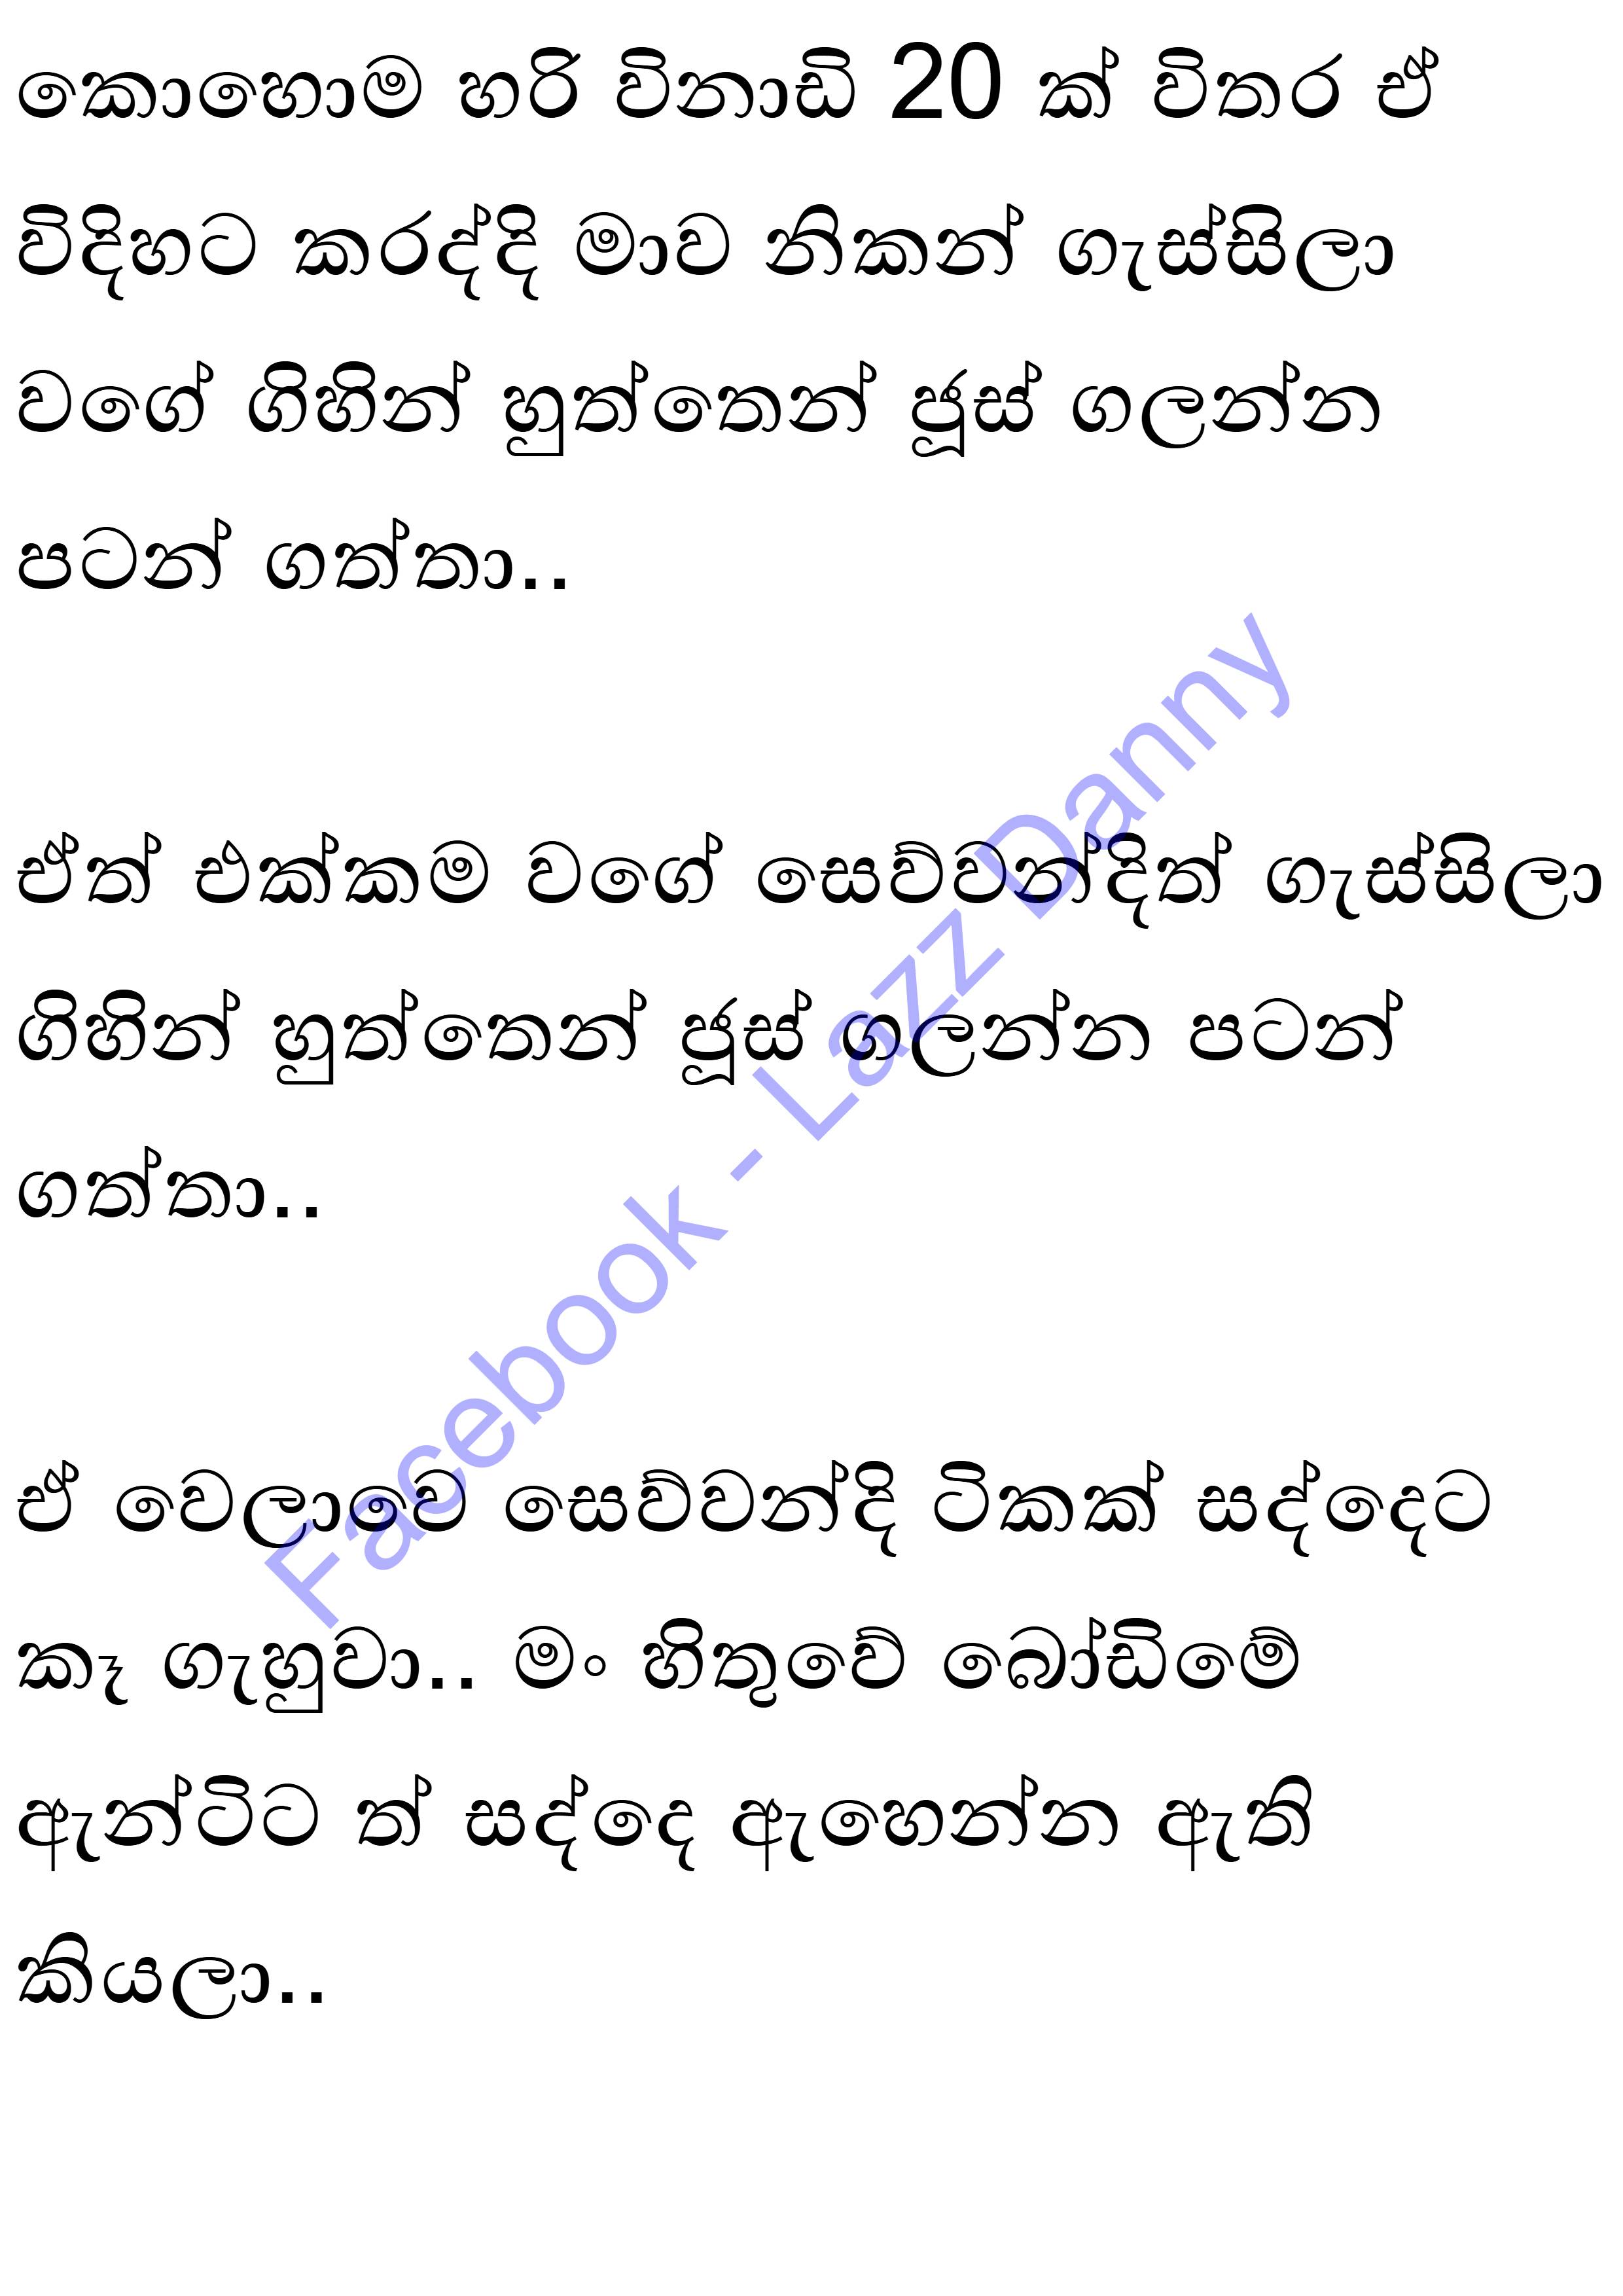 කොහොම හරි විනාඩි 20 ක් විතර ඒ
විදිහට කරද්දි මාව නිකන් ගැස්සිලා
වගේ ගිහින් හුත්තෙන් ජූස් ගලන්න
පටන් ගත්තා..
ඒත් එක්කම වගේ සෙව්වන්දිත් ගැස්සිලා
ගිහින් හුත්තෙන් ජූස් ගලන්න පටන්
ගත්තා..
ඒ වෙලාවෙ සෙව්වන්දි ටිකක් සද්දෙට
කෑ ගැහුවා.. මං හිතුවේ බෝඩිමේ
ඇන්ටිට ත් සද්දෙ ඇහෙන්න ඇති
කියලා..
Facebook - Lazz Danny